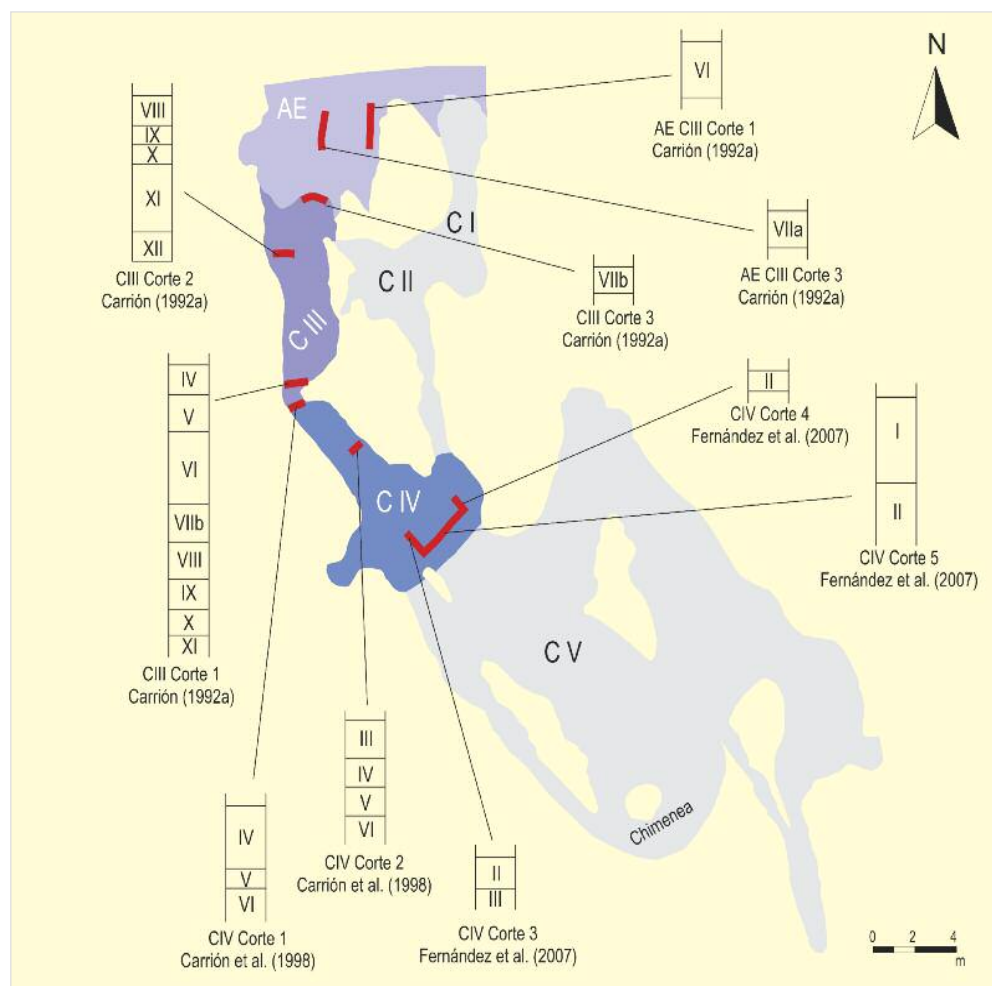 N
VI
AE CIII Corte 1
Carrión (1992a)
AE
VIII
IX
X
XI
XII
CIII Corte 2
Carrión (1992a)
VIIa
AE CIII Corte 3
Carrión (1992a)
C I
C II
VIIb
CIII Corte 3
Carrión (1992a)
C III
IV
V
VI
VIIb
VIII
IX
X
XI
CIII Corte 1
Carrión (1992a)
II
CIV Corte 4
Fernández et al. (2007)
I
II
CIV Corte 5
Fernández et al. (2007)
C IV
C V
III
IV
V
VI
CIV Corte 2
Carrión et al. (1998)
IV
V
VI
CIV Corte 1
Carrión et al. (1998)
II
III
CIV Corte 3
Fernández et al. (2007)
Chimenea
0 2 4
m